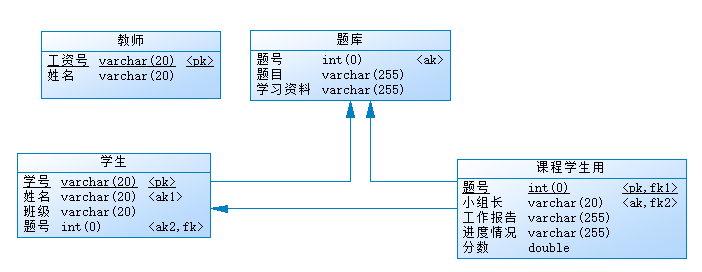 教师
工资号 varchar(20) <pk>
姓名 varchar(20)
题库
题号 int(0) <ak>
题目 varchar(255)
学习资料 varchar(255)
学生
学号 varchar(20) <pk>
姓名 varchar(20) <ak1>
班级 varchar(20)
题号 int(0) <ak2,fk>
课程学生用
题号 int(0) <pk,fk1>
小组长 varchar(20) <ak,fk2>
工作报告 varchar(255)
进度情况 varchar(255)
分数 double